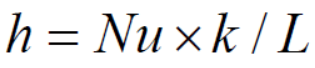 h = Nu × k / L